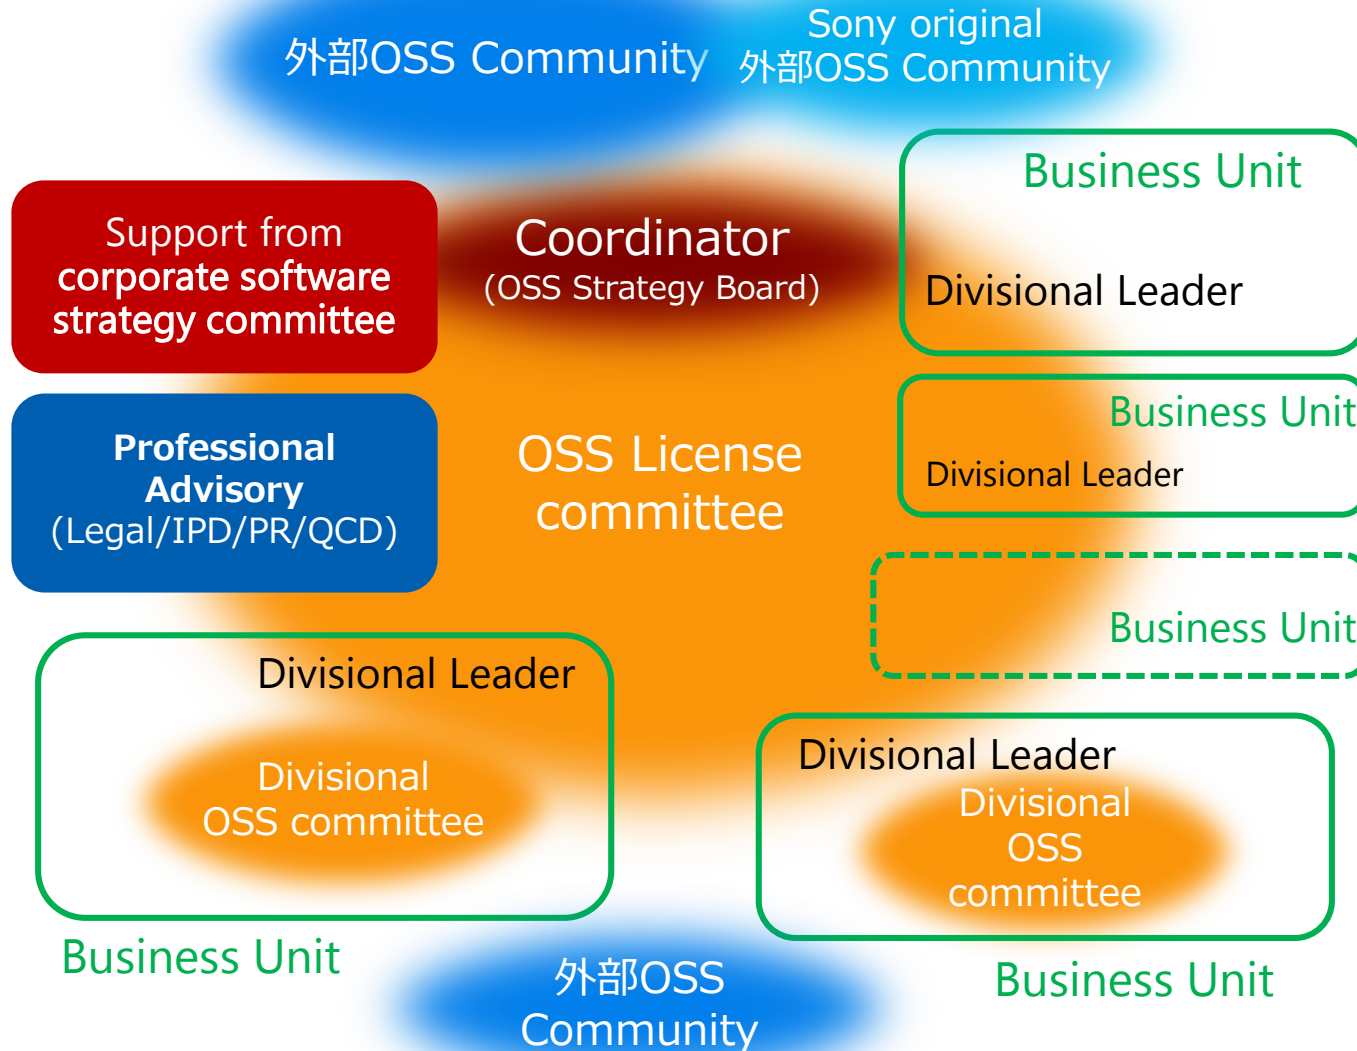 外部OSS Community
Sony original
外部OSS Community
Business Unit
Divisional Leader
Support from
corporate software
strategy committee
Coordinator
(OSS Strategy Board)
Business Unit
Divisional Leader
Professional
Advisory
(Legal/IPD/PR/QCD)
OSS License
committee
Business Unit
Divisional Leader
Divisional
OSS committee
Business Unit
Divisional Leader
Divisional
OSS
committee
Business Unit
外部OSS
Community